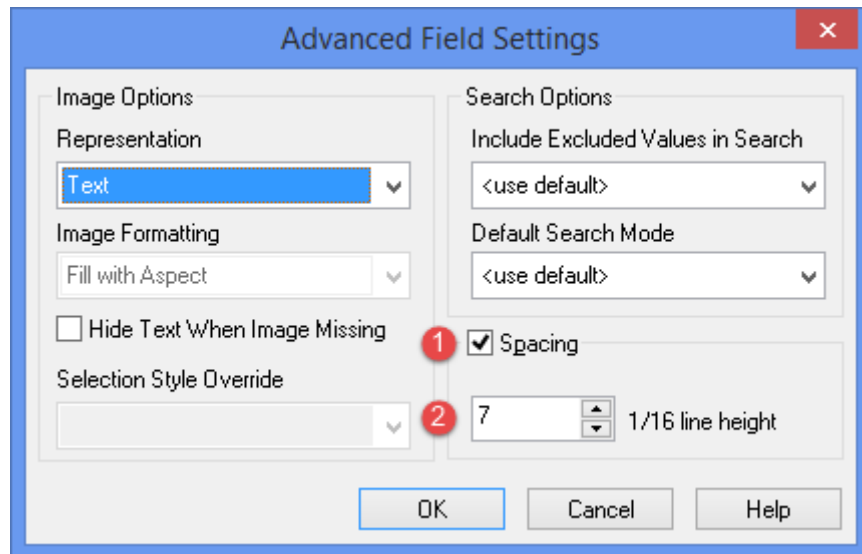 Advanced Field Settings
Image Options
Representation
Text
Image Formatting
Fill with Aspect
Hide Text When Image Missing
Selection Style Override
Search Options
Include Excluded Values in Search
<use default>
Default Search Mode
<use default>
1 Spacing
2 7 1/16 line height
OK Cancel Help